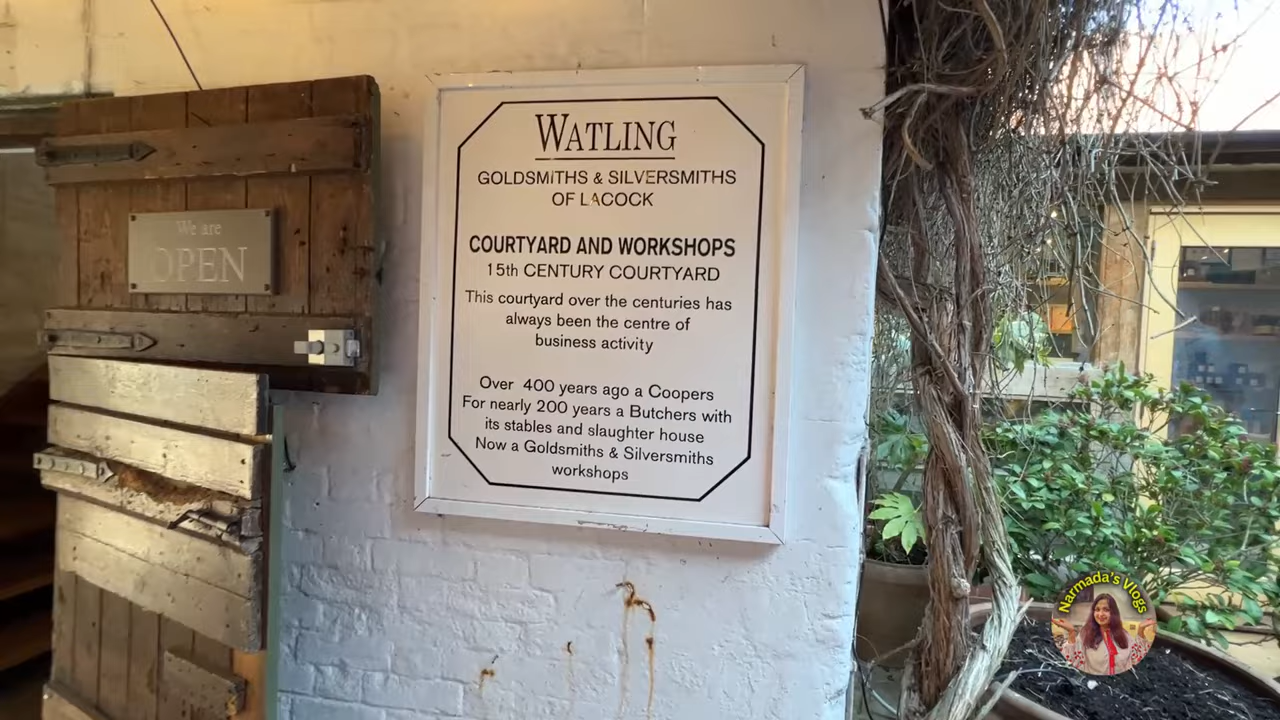 We are
OPEN
WATLING
GOLDSMITHS & SILVERSMITHS
OF LACOCK
COURTYARD AND WORKSHOPS
15th CENTURY COURTYARD
This courtyard over the centuries has
always been the centre of
business activity
Over 400 years ago a Coopers
For nearly 200 years a Butchers with
its stables and slaughter house
Now a Goldsmiths & Silversmiths
workshops
Narmada's Vlogs